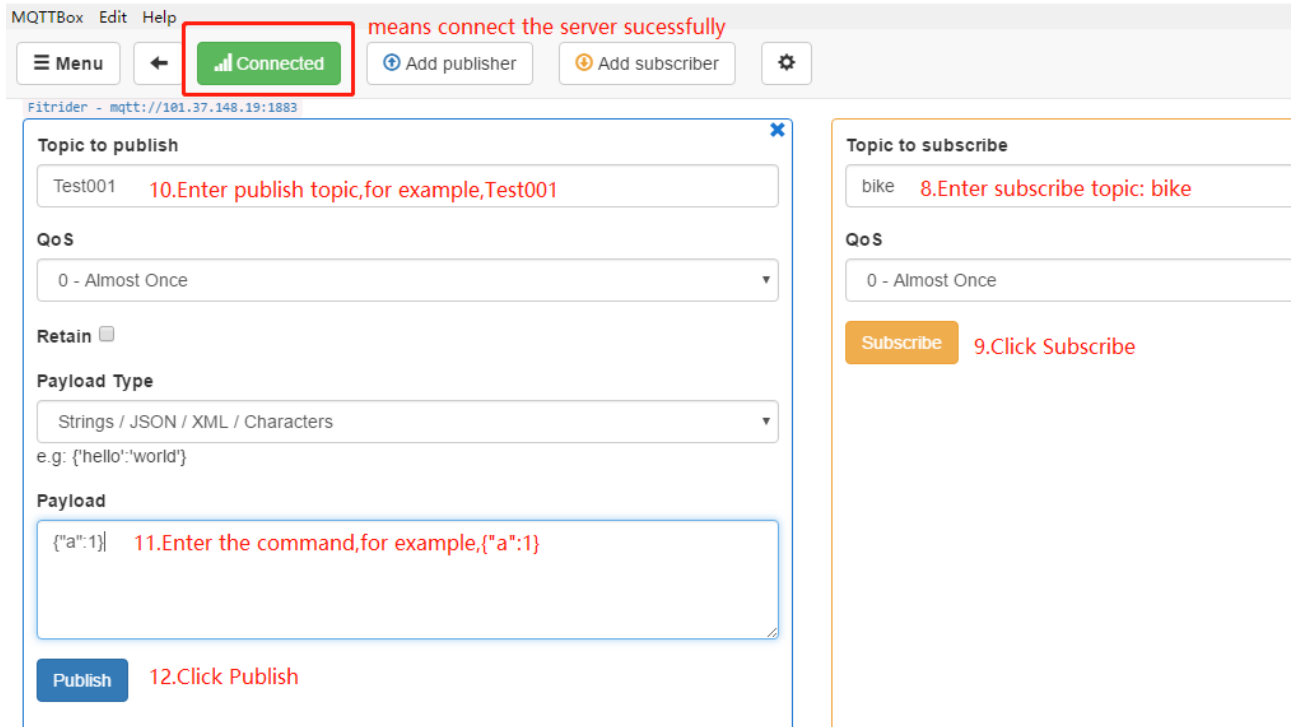 MQTTBox Edit Help
means connect the server sucessfully
Menu Connected Add publisher Add subscriber
Fitrider - mqtt://101.37.148.19:1883
Topic to publish
Test001 10.Enter publish topic,for example,Test001
QoS
0 - Almost Once
Retain
Payload Type
Strings / JSON / XML / Characters
e.g: {'hello':'world'}
Payload
{"a":1} 11.Enter the command,for example,{"a":1}
Publish 12.Click Publish
Topic to subscribe
bike 8.Enter subscribe topic: bike
QoS
0 - Almost Once
Subscribe 9.Click Subscribe